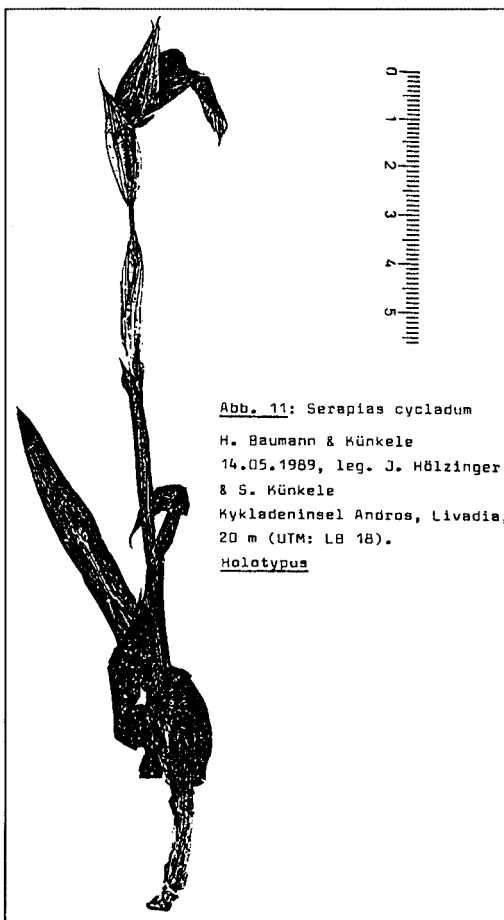 0
1
2
3
4
5
Abb. 11: Serapias cycladum
H. Baumann & Künkele
14.05.1989, leg. J. Hölzinger
& S. Künkele
Kykladeninsel Andros, Livadia,
20 m (UTM: LB 18).
Holotypus